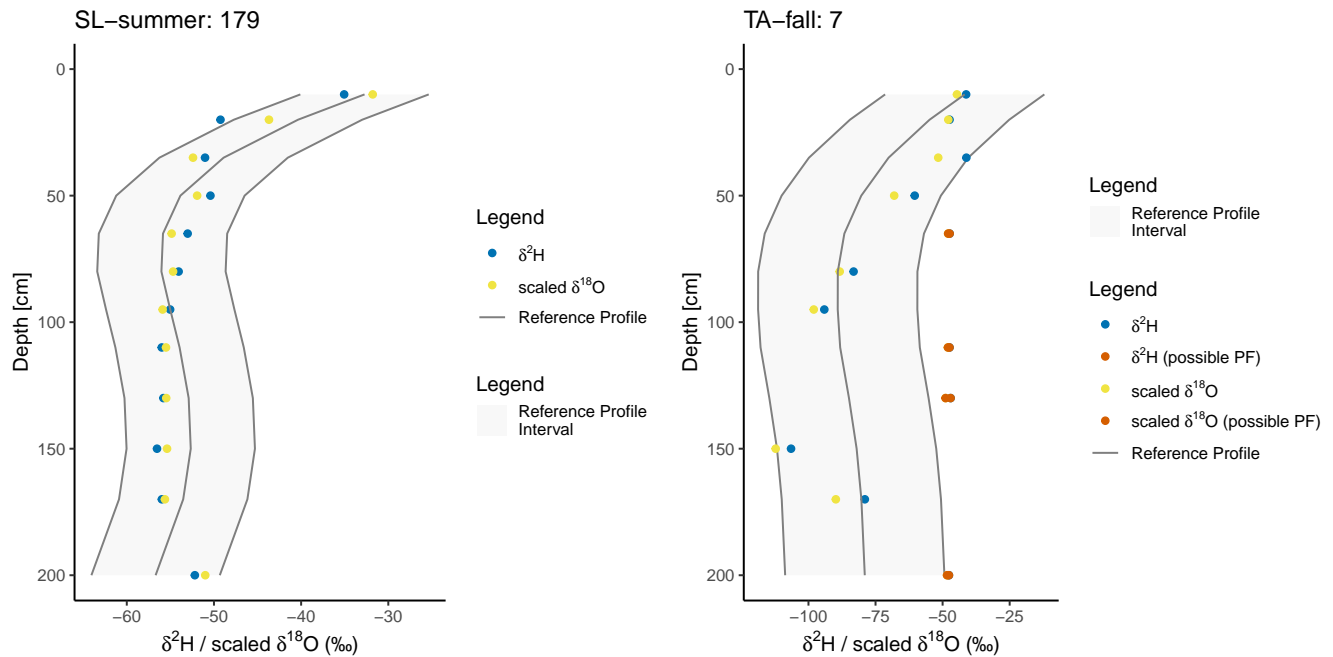 SL−summer: 179
0
50
100
150
200
Depth [cm]
−60
−50
−40
−30
δ²H / scaled δ¹⁸O (‰)
Legend
δ²H
scaled δ¹⁸O
Reference Profile
Legend
Reference Profile
Interval
TA−fall: 7
0
50
100
150
200
Depth [cm]
−100
−75
−50
−25
δ²H / scaled δ¹⁸O (‰)
Legend
Reference Profile
Interval
Legend
δ²H
δ²H (possible PF)
scaled δ¹⁸O
scaled δ¹⁸O (possible PF)
Reference Profile